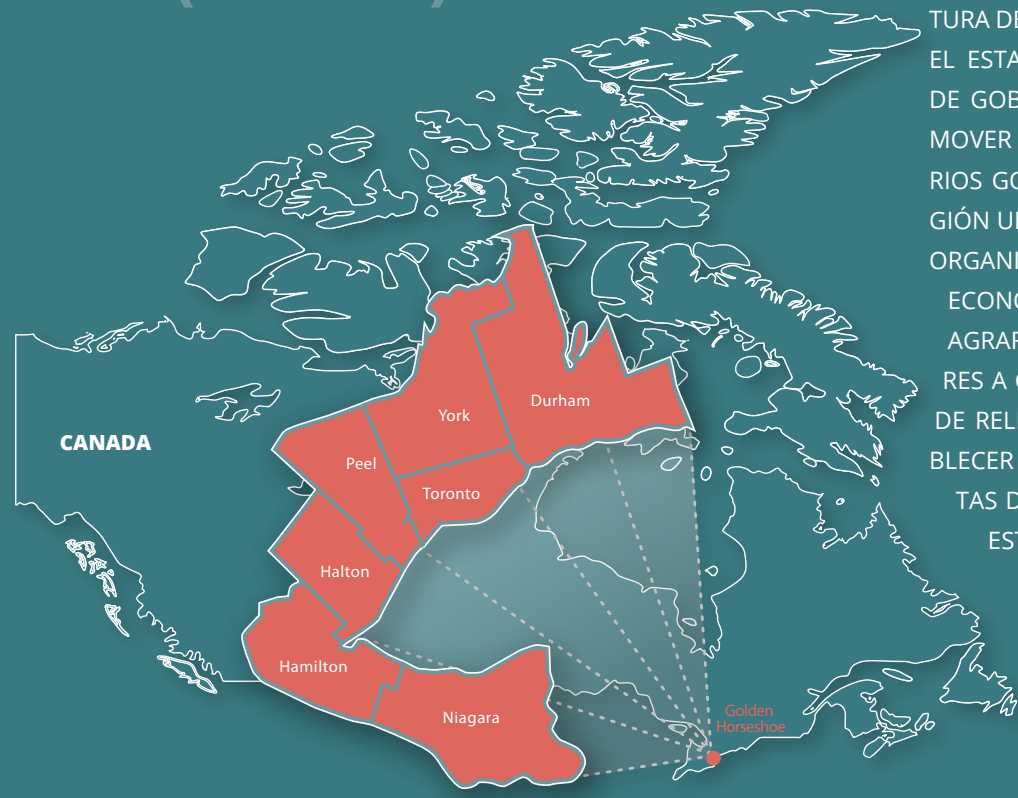 TURA DE
EL ESTA
DE GOB
MOVER
RIOS GO
GIÓN
ORGANI
ECONO
AGRAR
RES A
DE REL
BLECER
TAS D
EST
CANADA
York
Durham
Peel
Toronto
Halton
Hamilton
Niagara
Golden
Horseshoe